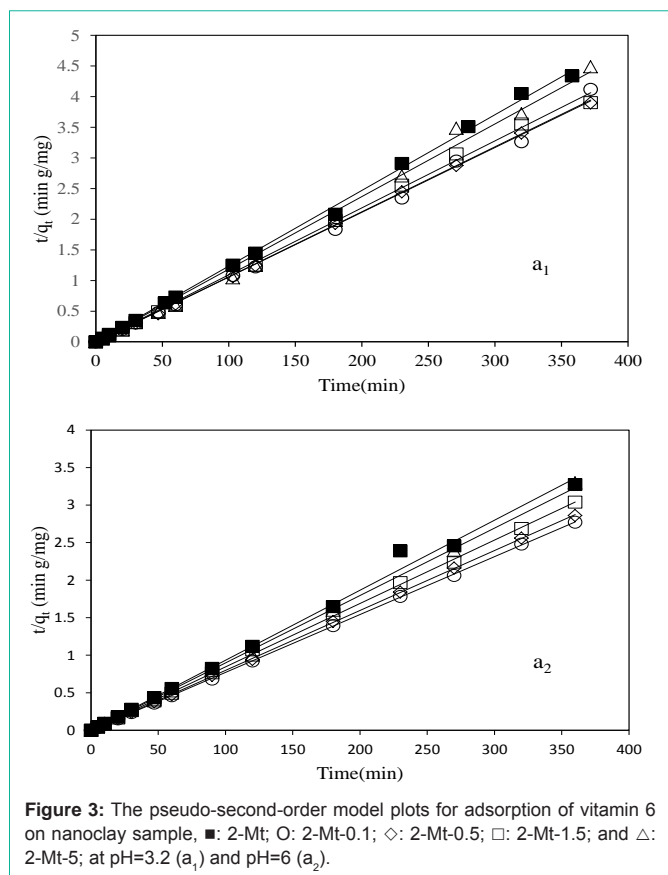 5
4.5
4
3.5
3
2.5
2
1.5
1
0.5
0
t/qt (min g/mg)
a1
0 50 100 150 200 250 300 350 400
Time(min)
4
3.5
3
2.5
2
1.5
1
0.5
0
t/qt (min g/mg)
a2
0 50 100 150 200 250 300 350 400
Time(min)
Figure 3: The pseudo-second-order model plots for adsorption of vitamin 6
on nanoclay sample, ■: 2-Mt; O: 2-Mt-0.1; ◇: 2-Mt-0.5; □: 2-Mt-1.5; and △:
2-Mt-5; at pH=3.2 (a1) and pH=6 (a2).